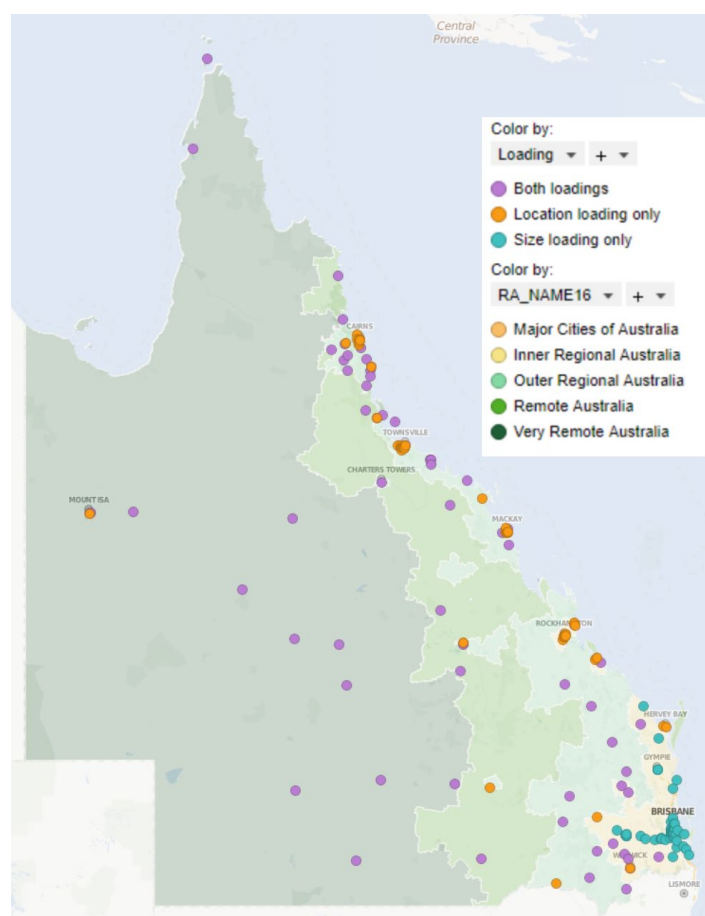 Central
Province
Color by:
Loading
+
Both loadings
Location loading only
Size loading only
Color by:
RA_NAME16
+
Major Cities of Australia
Inner Regional Australia
Outer Regional Australia
Remote Australia
Very Remote Australia
CAIRNS
TOWNSVILLE
CHARTERS TOWERS
MOUNT ISA
MACKAY
ROCKHAMPTON
HERVEY BAY
GYMPIE
BRISBANE
WARWICK
LISMORE